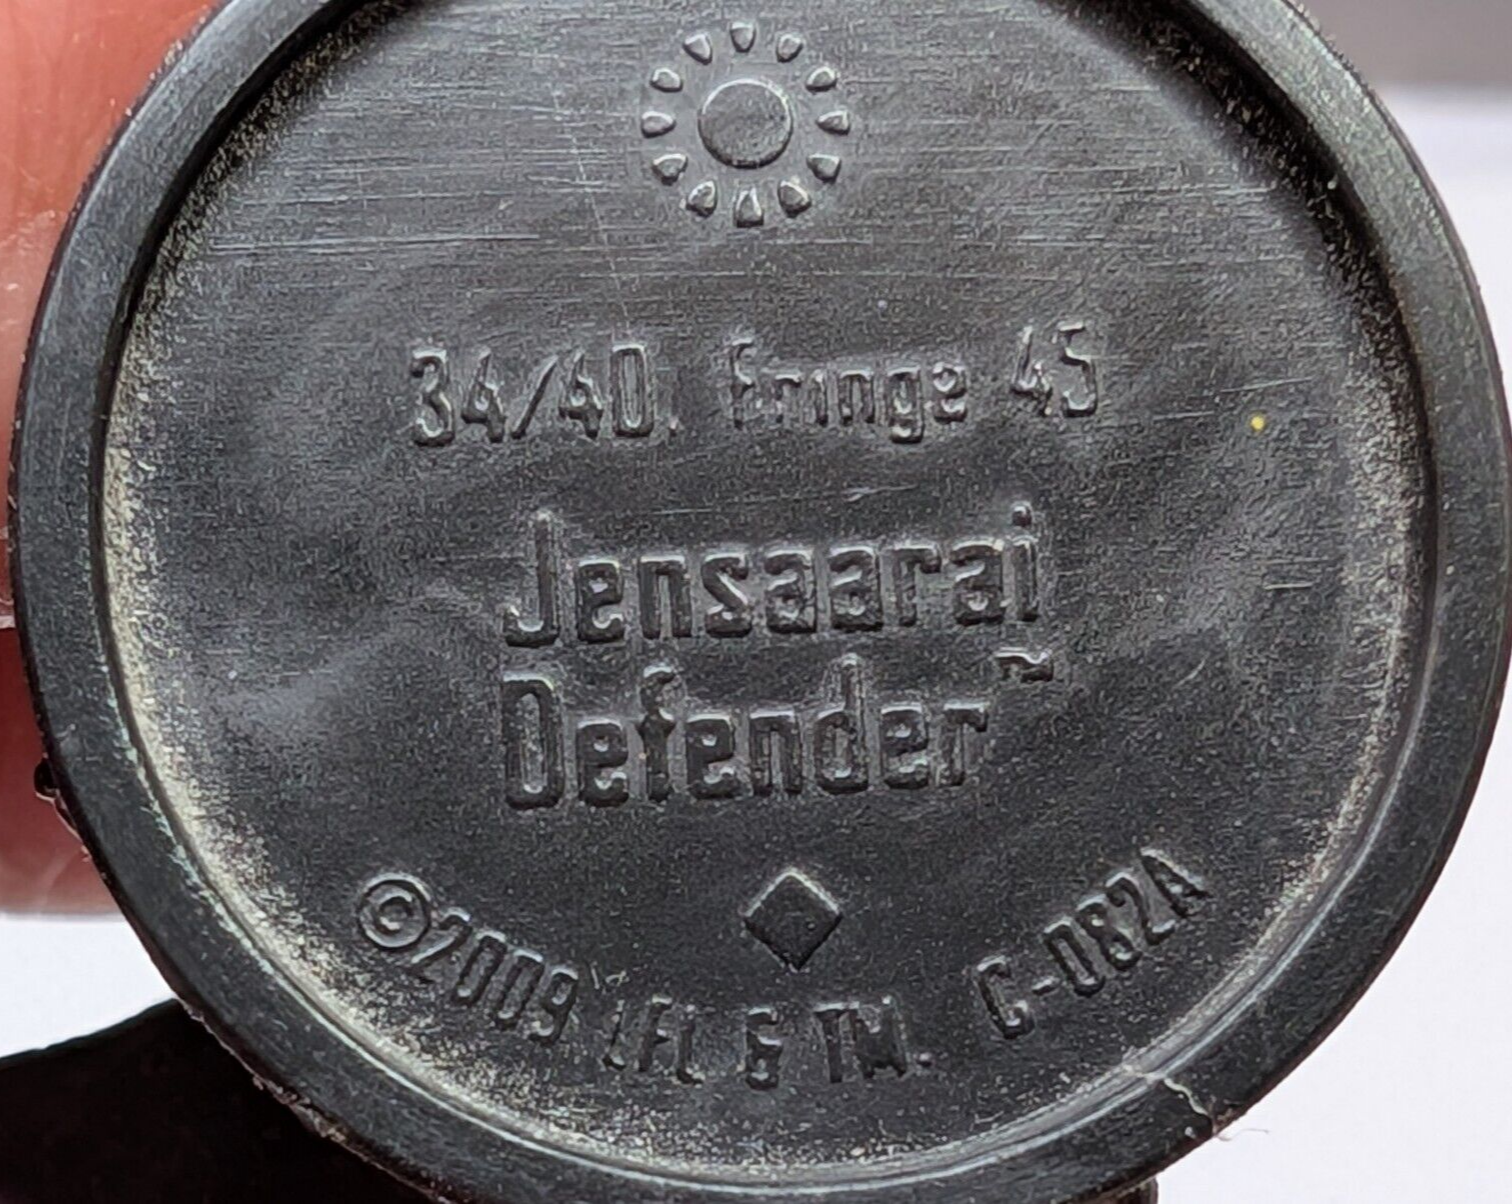 34/40, Fringe 45
Jensaarai
Defender™
©2009 LFL & TM. C-082A